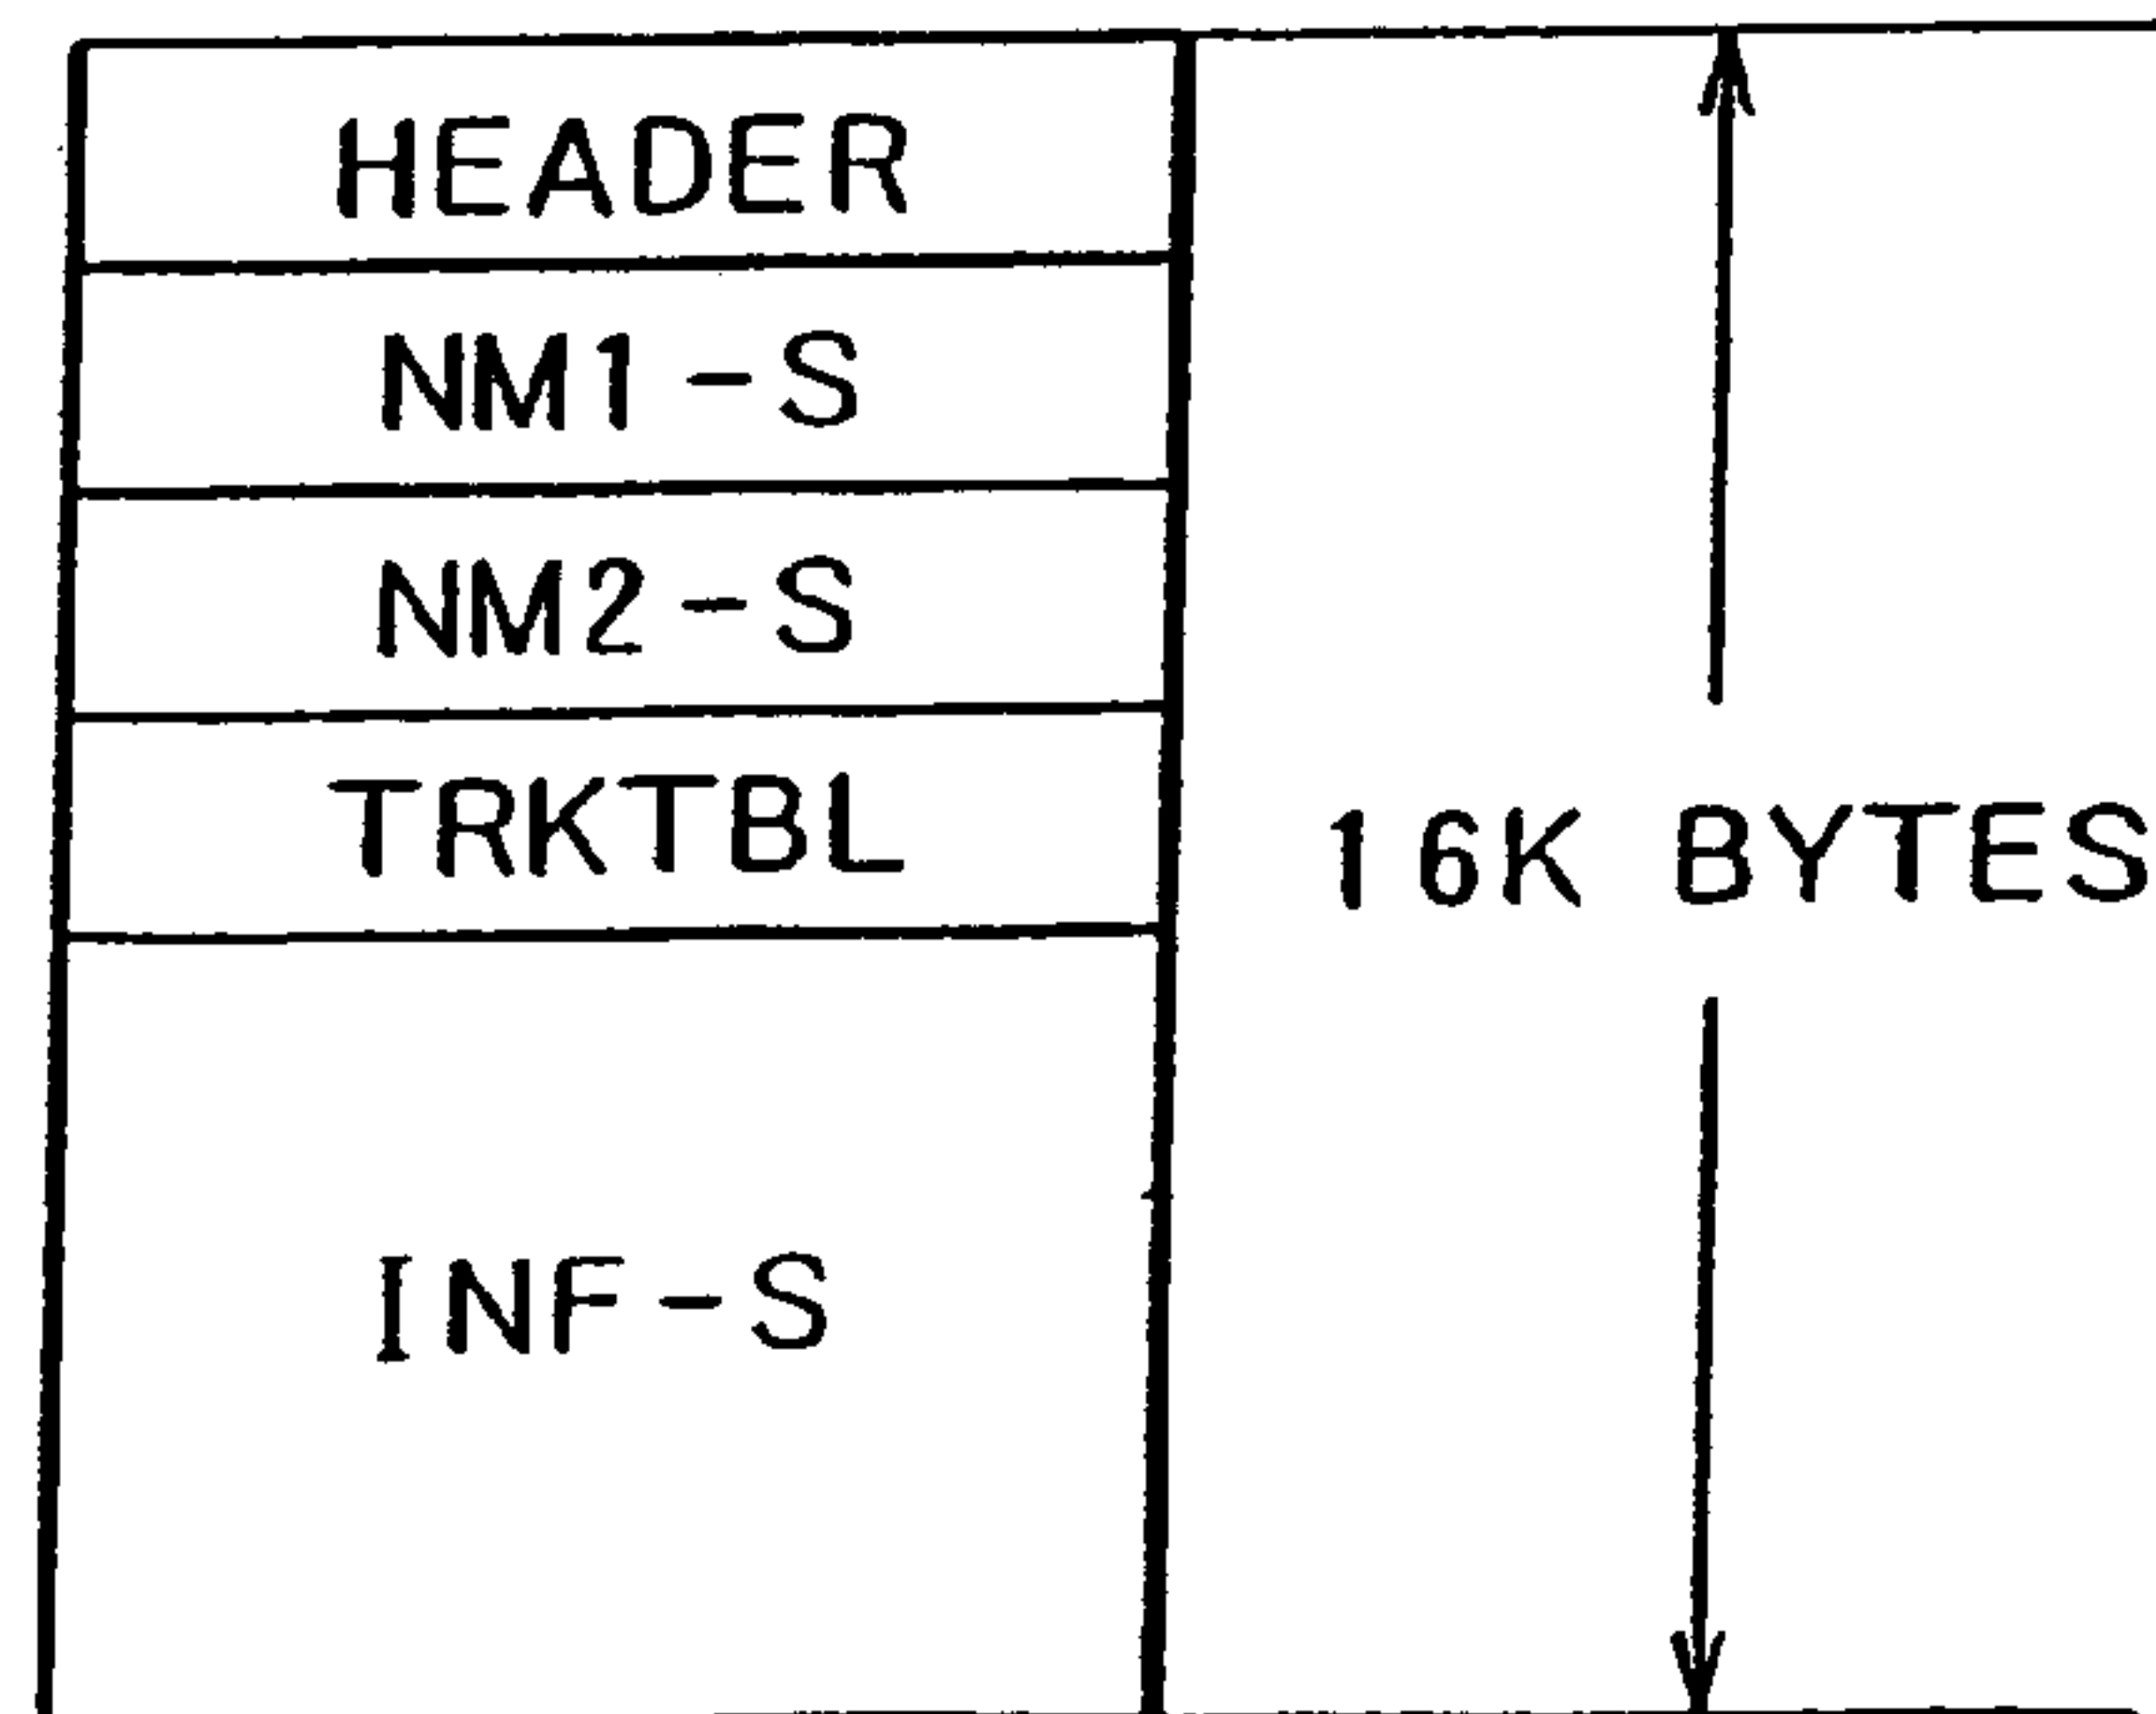 HEADER
NM1-S
NM2-S
TRKTBL
16K BYTES
INF-S